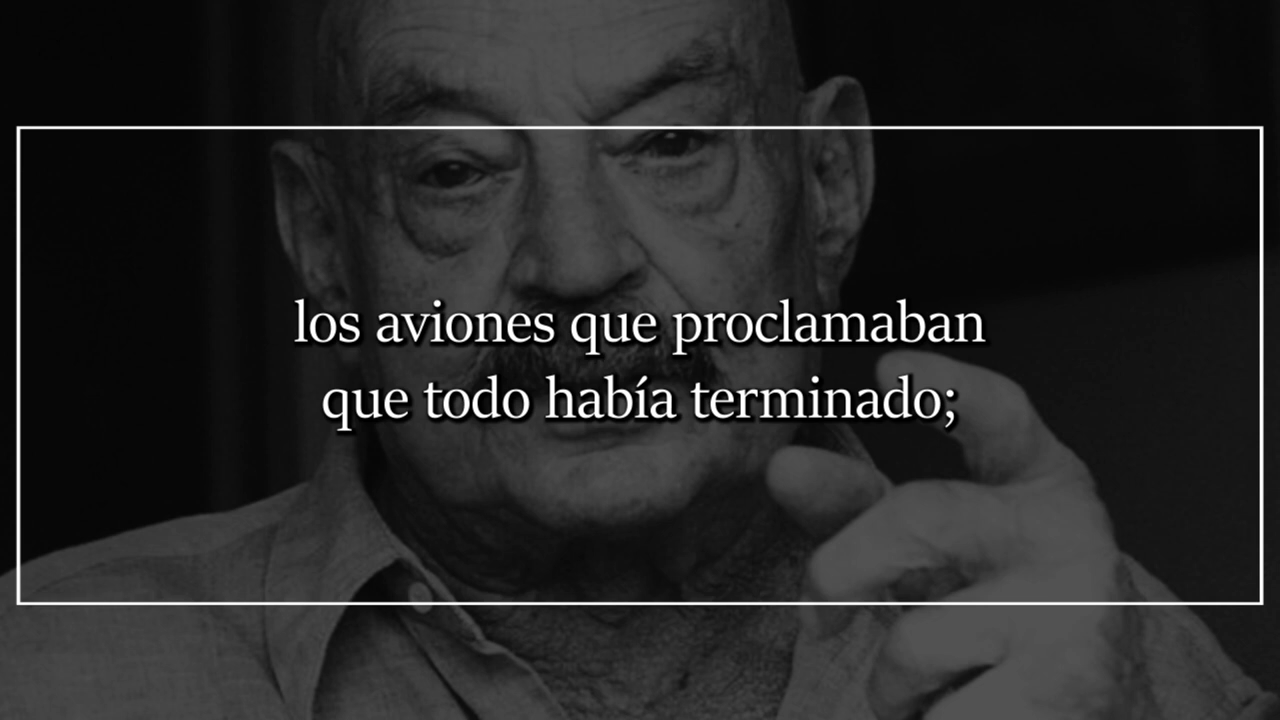 los aviones que proclamaban
que todo había terminado;